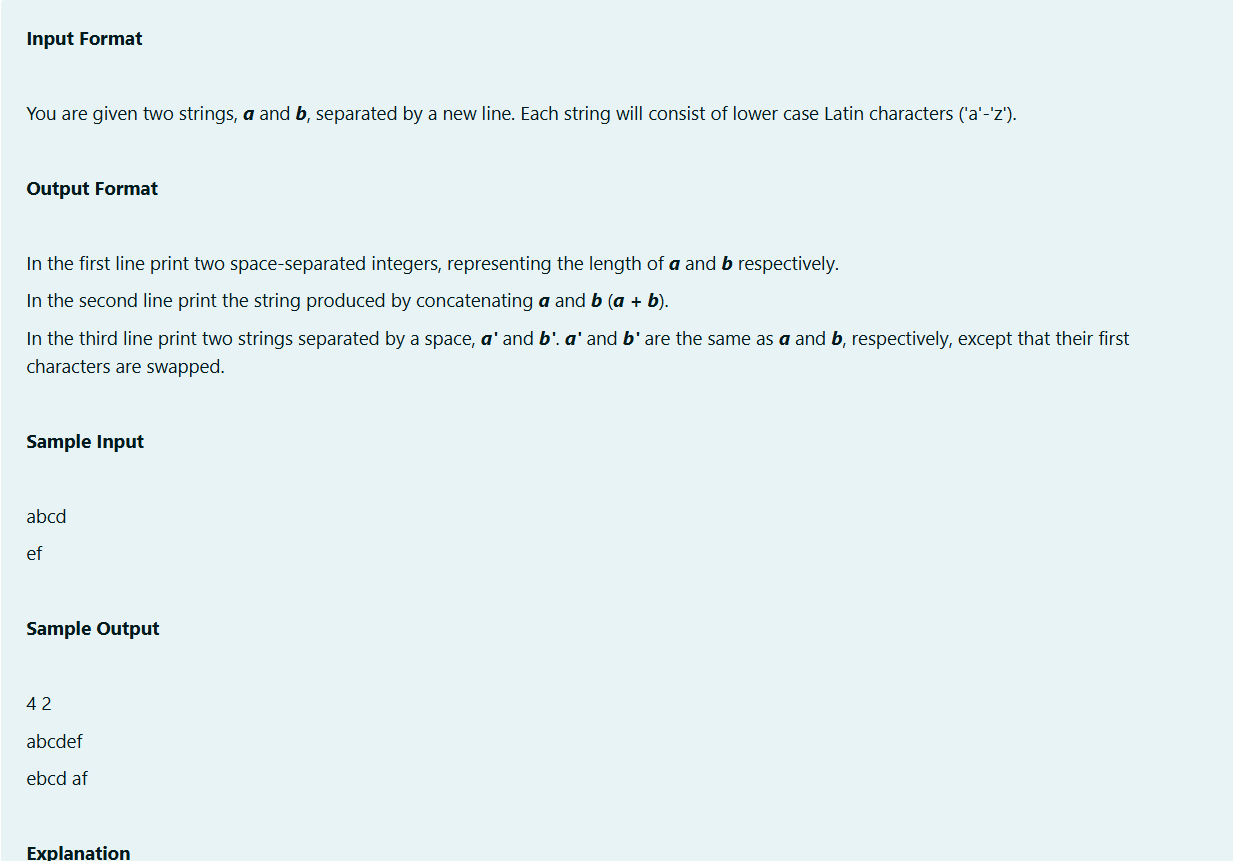 Input Format
You are given two strings, a and b, separated by a new line. Each string will consist of lower case Latin characters ('a'-'z').
Output Format
In the first line print two space-separated integers, representing the length of a and b respectively.
In the second line print the string produced by concatenating a and b (a + b).
In the third line print two strings separated by a space, a' and b'. a' and b' are the same as a and b, respectively, except that their first
characters are swapped.
Sample Input
abcd
ef
Sample Output
4 2
abcdef
ebcd af
Explanation